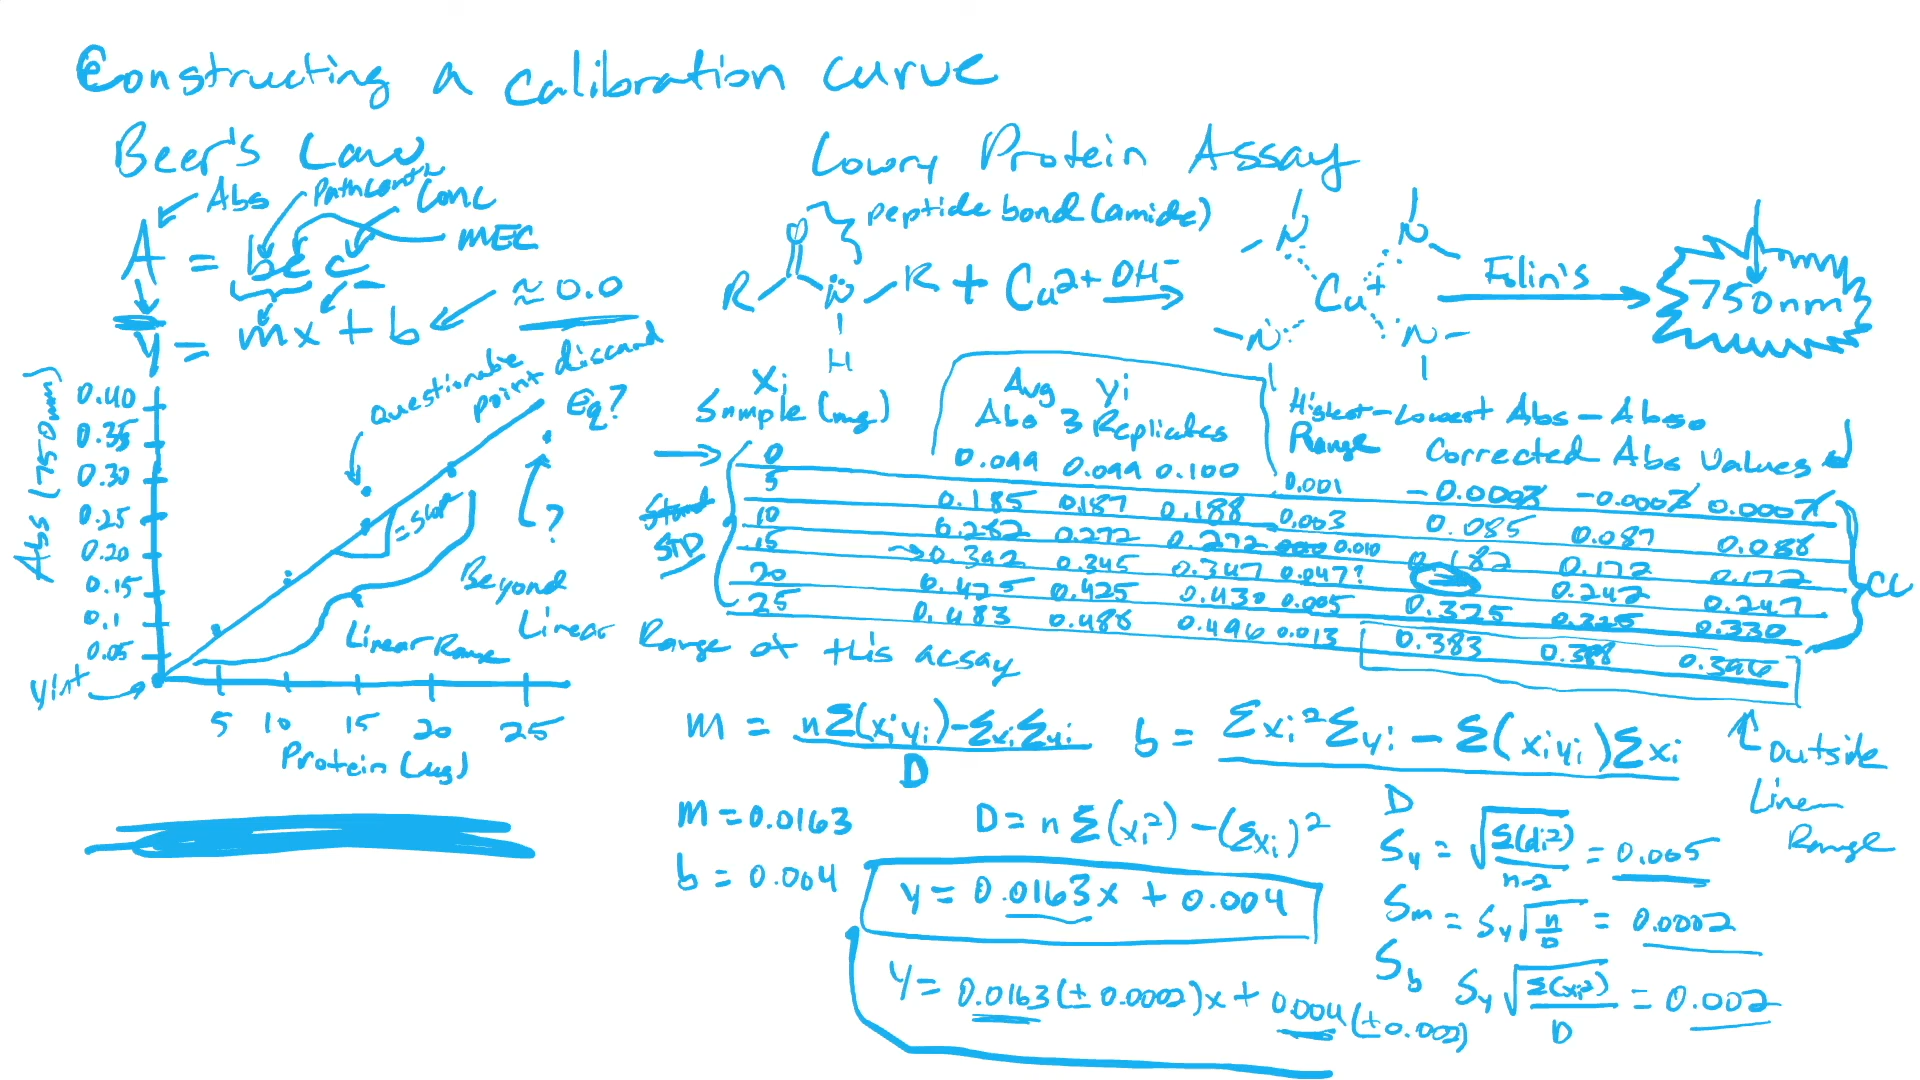 Constructing a calibration curve
Beer's Law
Abs
Pathlength
Conc
MEC
A = bεc
y = mx + b
≈ 0.0
Lowry Protein Assay
peptide bond (amide)
O
R
N
H
R + Cu2+ OH-
N
N
Cu+
N
N
Folin's
750nm
Abs (750nm)
0.40
0.35
0.30
0.25
0.20
0.15
0.1
0.05
yint
5 10 15 20 25
Protein (ug)
questionable
point discard
Eq?
?
= slope
Linear Range
Beyond
Linear Range of this assay
xi
Sample (mg)
Avg yi
Abs 3 Replicates
Highest-Lowest Abs - Abs0
Range Corrected Abs Values
STD
0 0.099 0.099 0.100 0.001 -0.0003 -0.0003 0.0007
5 0.185 0.187 0.188 0.003 0.085 0.087 0.088
10 0.282 0.272 0.272 0.010 0.182 0.172 0.172
15 0.392 0.345 0.347 0.047? 0.247 0.247
20 0.425 0.425 0.430 0.005 0.325 0.325 0.330
25 0.483 0.488 0.496 0.013 0.383 0.388 0.396
CC
Outside
Linear
Range
m = nΣ(xiyi)-ΣxiΣyi
D
b = Σxi²Σyi - Σ(xiyi)Σxi
D
m = 0.0163
b = 0.004
D = nΣ(xi²) - (Σxi)²
y = 0.0163x + 0.004
y = 0.0163(± 0.0002)x + 0.004(±0.002)
Sy = √Σ(di²) = 0.005
n-2
Sm = Sy√n = 0.0002
D
Sb Sy√Σ(xi²) = 0.002
D